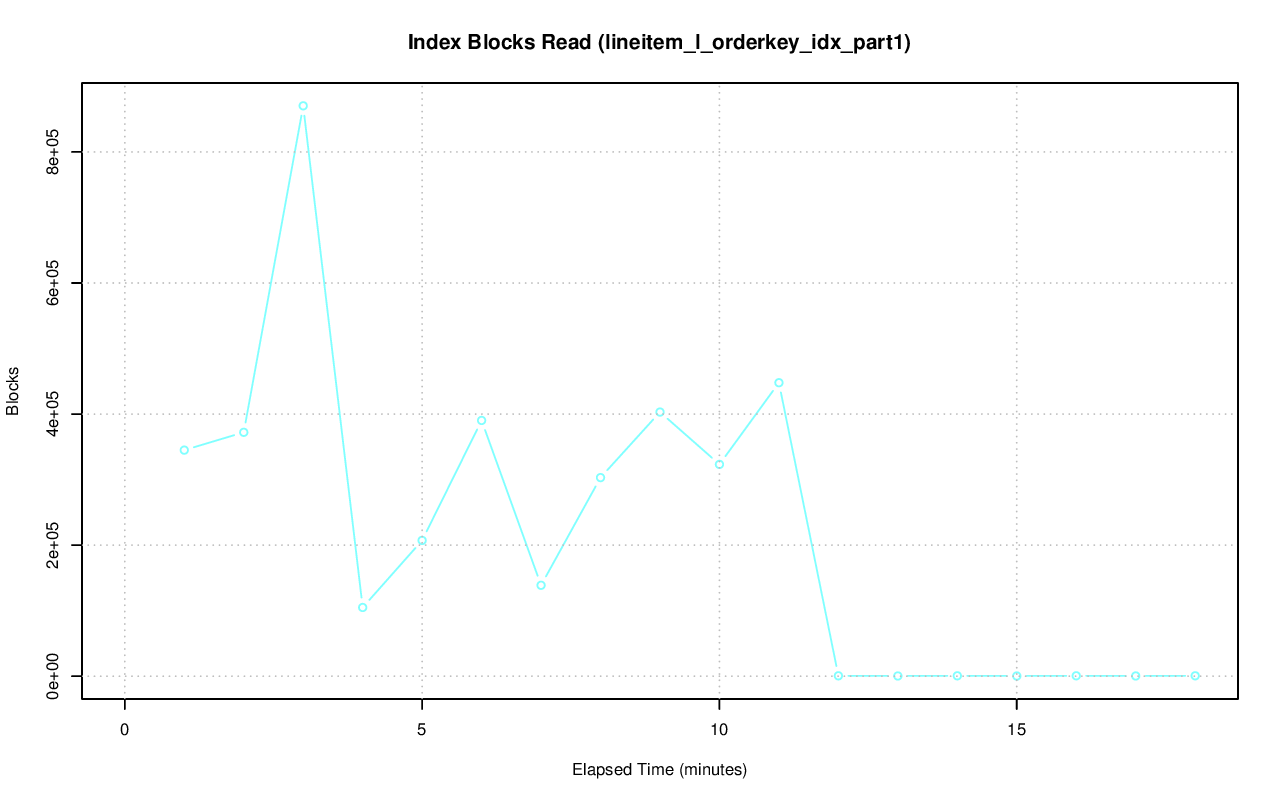 Index Blocks Read (lineitem_l_orderkey_idx_part1)
Blocks
8e+05
6e+05
4e+05
2e+05
0e+00
0 5 10 15
Elapsed Time (minutes)